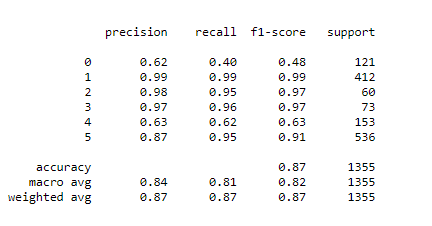 precision recall f1-score support
0 0.62 0.40 0.48 121
1 0.99 0.99 0.99 412
2 0.98 0.95 0.97 60
3 0.97 0.96 0.97 73
4 0.63 0.62 0.63 153
5 0.87 0.95 0.91 536
accuracy 0.87 1355
macro avg 0.84 0.81 0.82 1355
weighted avg 0.87 0.87 0.87 1355